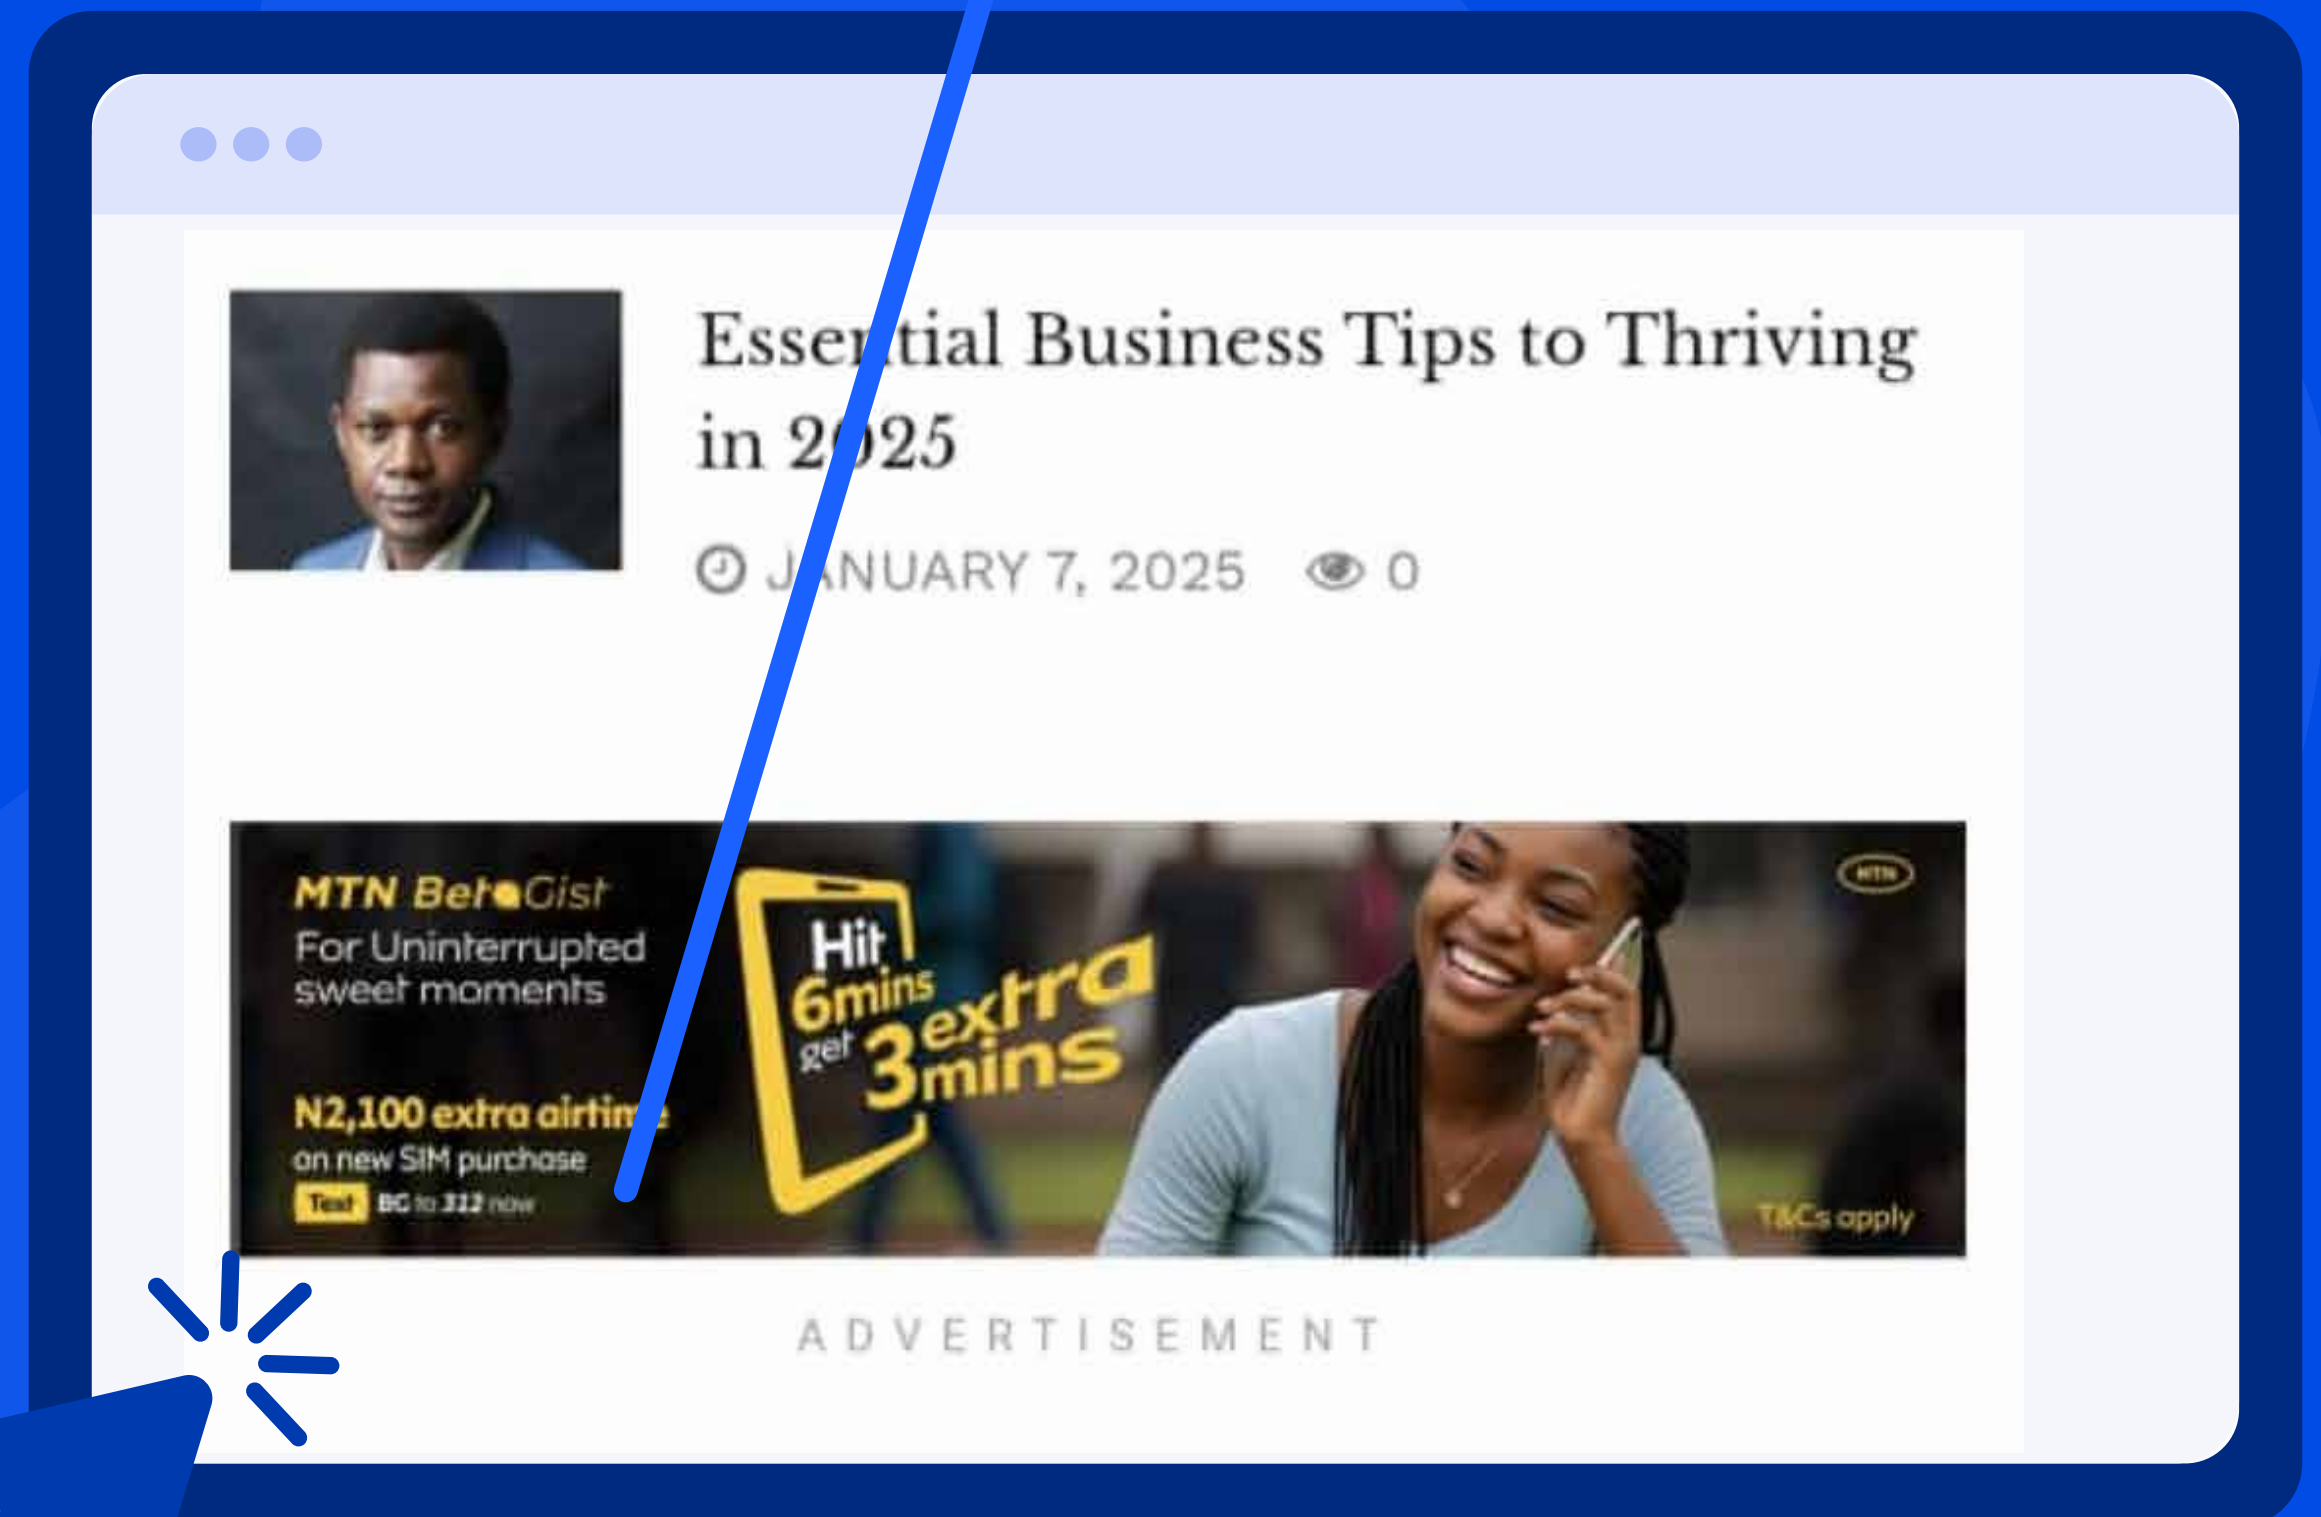 Essential Business Tips to Thriving
in 2025
JANUARY 7, 2025 0
MTN BetaGist
For Uninterrupted
sweet moments
N2,100 extra airtime
on new SIM purchase
Text BG to 312 now
Hit
6mins
get 3 extra
mins
MTN
T&Cs apply
ADVERTISEMENT